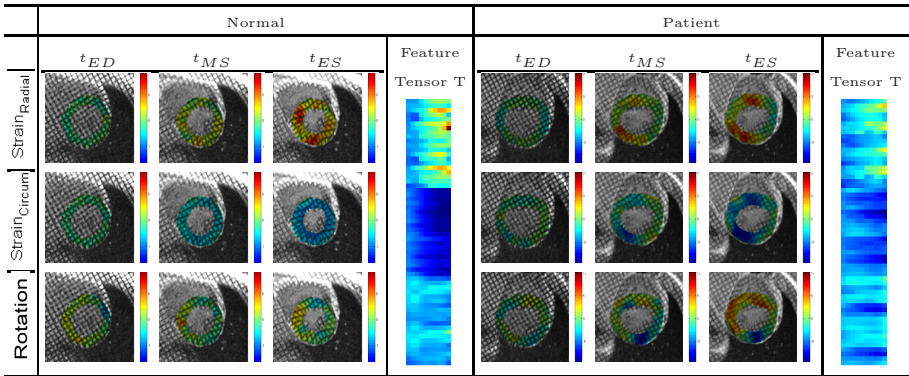 Normal Patient
t_ED t_MS t_ES Feature Tensor T t_ED t_MS t_ES Feature Tensor T
Strain_Radial
Strain_Circum
Rotation